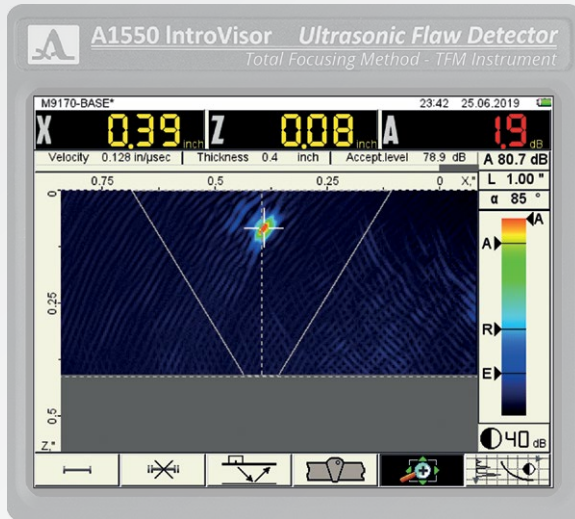 A1550 IntroVisor Ultrasonic Flaw Detector
Total Focusing Method - TFM Instrument
M9170-BASE* 23:42 25.06.2019
X 0.39 inch Z 0.08 inch A 1.9 dB
Velocity 0.128 in/µsec | Thickness 0.4 inch | Accept.level 78.9 dB A 80.7 dB
0.75 0.5 0.25 0 X," L 1.00 "
α 85 °
0
A
A
0.25
R
E
0.5
Z,"
40 dB